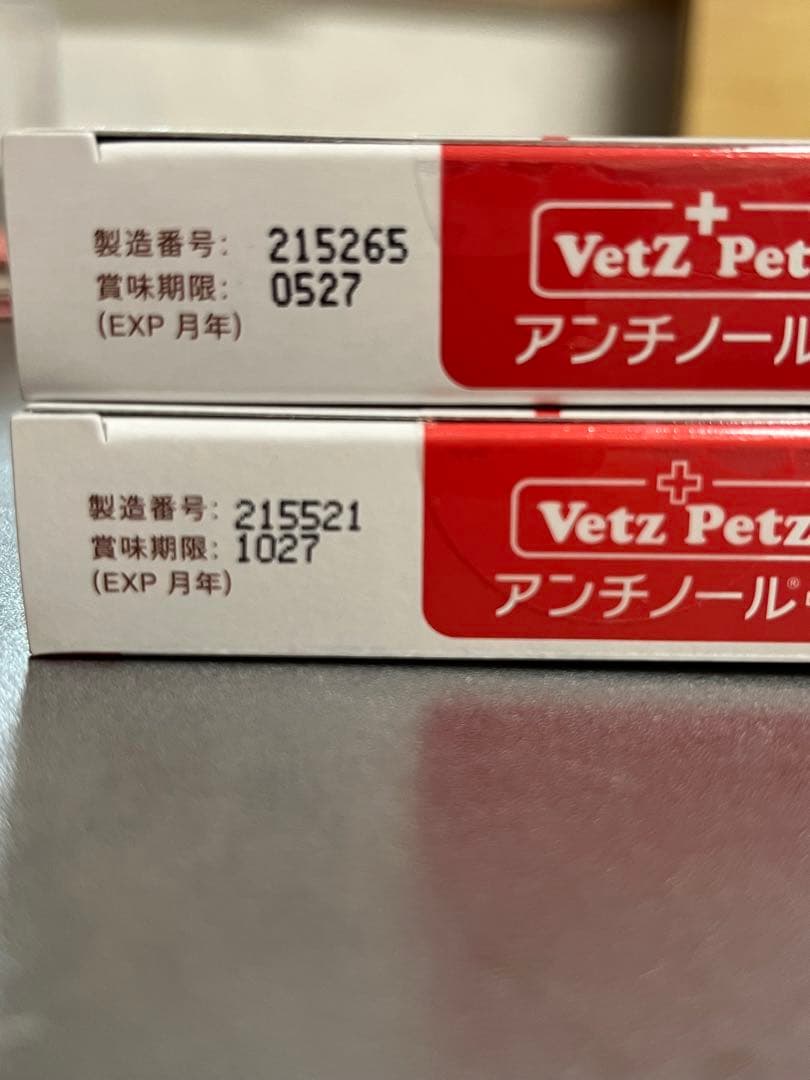 製造番号: 215265
賞味期限: 0527
(EXP 月年)
VetZ Pet
アンチノール
製造番号: 215521
賞味期限: 1027
(EXP 月年)
Vetz Petz
アンチノール®